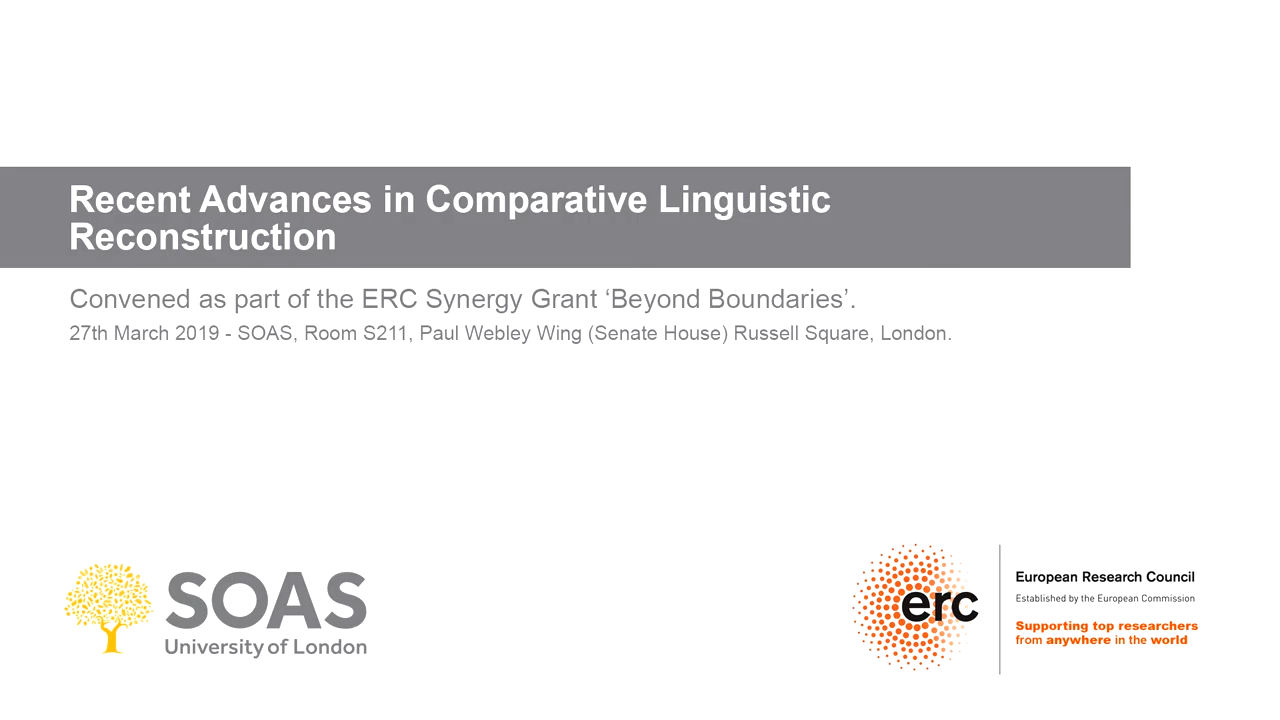 Recent Advances in Comparative Linguistic
Reconstruction
Convened as part of the ERC Synergy Grant ‘Beyond Boundaries’.
27th March 2019 - SOAS, Room S211, Paul Webley Wing (Senate House) Russell Square, London.
SOAS
University of London
erc
European Research Council
Established by the European Commission
Supporting top researchers
from anywhere in the world